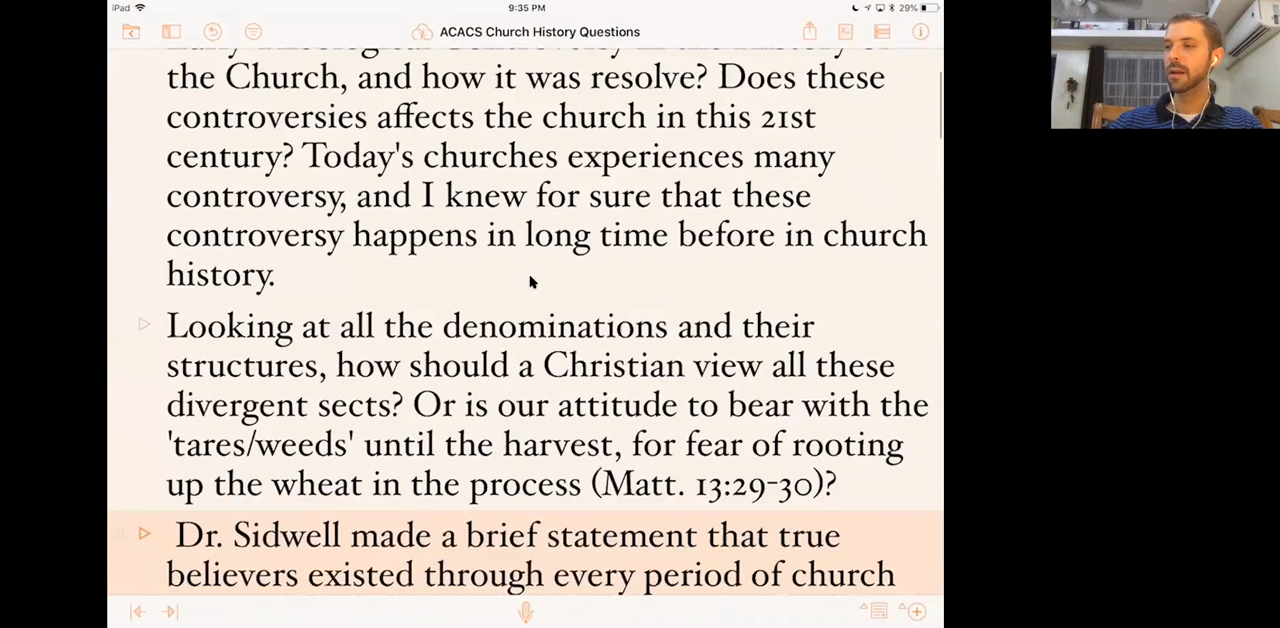 iPad
9:35 PM
29%
ACACS Church History Questions
the Church, and how it was resolve? Does these
controversies affects the church in this 21st
century? Today's churches experiences many
controversy, and I knew for sure that these
controversy happens in long time before in church
history.
Looking at all the denominations and their
structures, how should a Christian view all these
divergent sects? Or is our attitude to bear with the
'tares/weeds' until the harvest, for fear of rooting
up the wheat in the process (Matt. 13:29-30)?
Dr. Sidwell made a brief statement that true
believers existed through every period of church